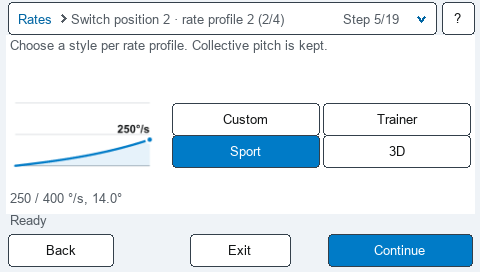 Rates > Switch position 2 · rate profile 2 (2/4) Step 5/19 ?
Choose a style per rate profile. Collective pitch is kept.
250°/s
Custom Trainer
Sport 3D
250 / 400 °/s, 14.0°
Ready
Back Exit Continue